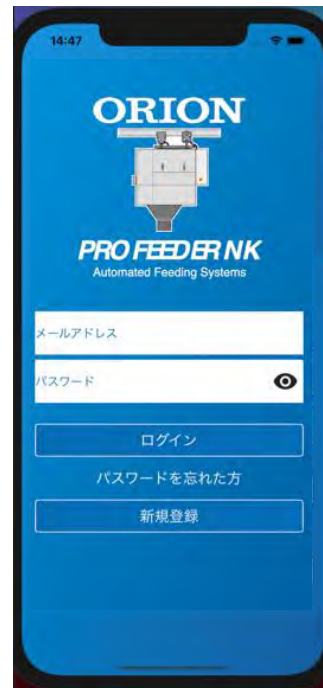 14:47
ORION
PRO FEEDER NK
Automated Feeding Systems
メールアドレス
パスワード
ログイン
パスワードを忘れた方
新規登録